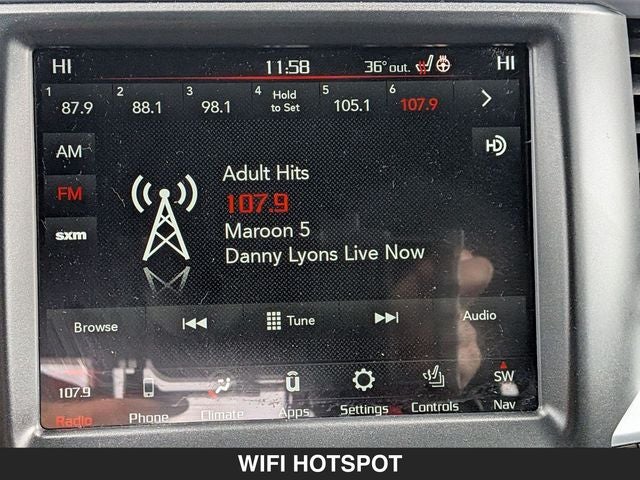 HI 11:58 36° out. HI
1 87.9 2 88.1 3 98.1 4 Hold to Set 5 105.1 6 107.9
AM
HD
FM
sxm
Adult Hits
107.9
Maroon 5
Danny Lyons Live Now
Browse Tune Audio
107.9 SW
Radio Phone Climate Apps Settings Controls Nav
WIFI HOTSPOT